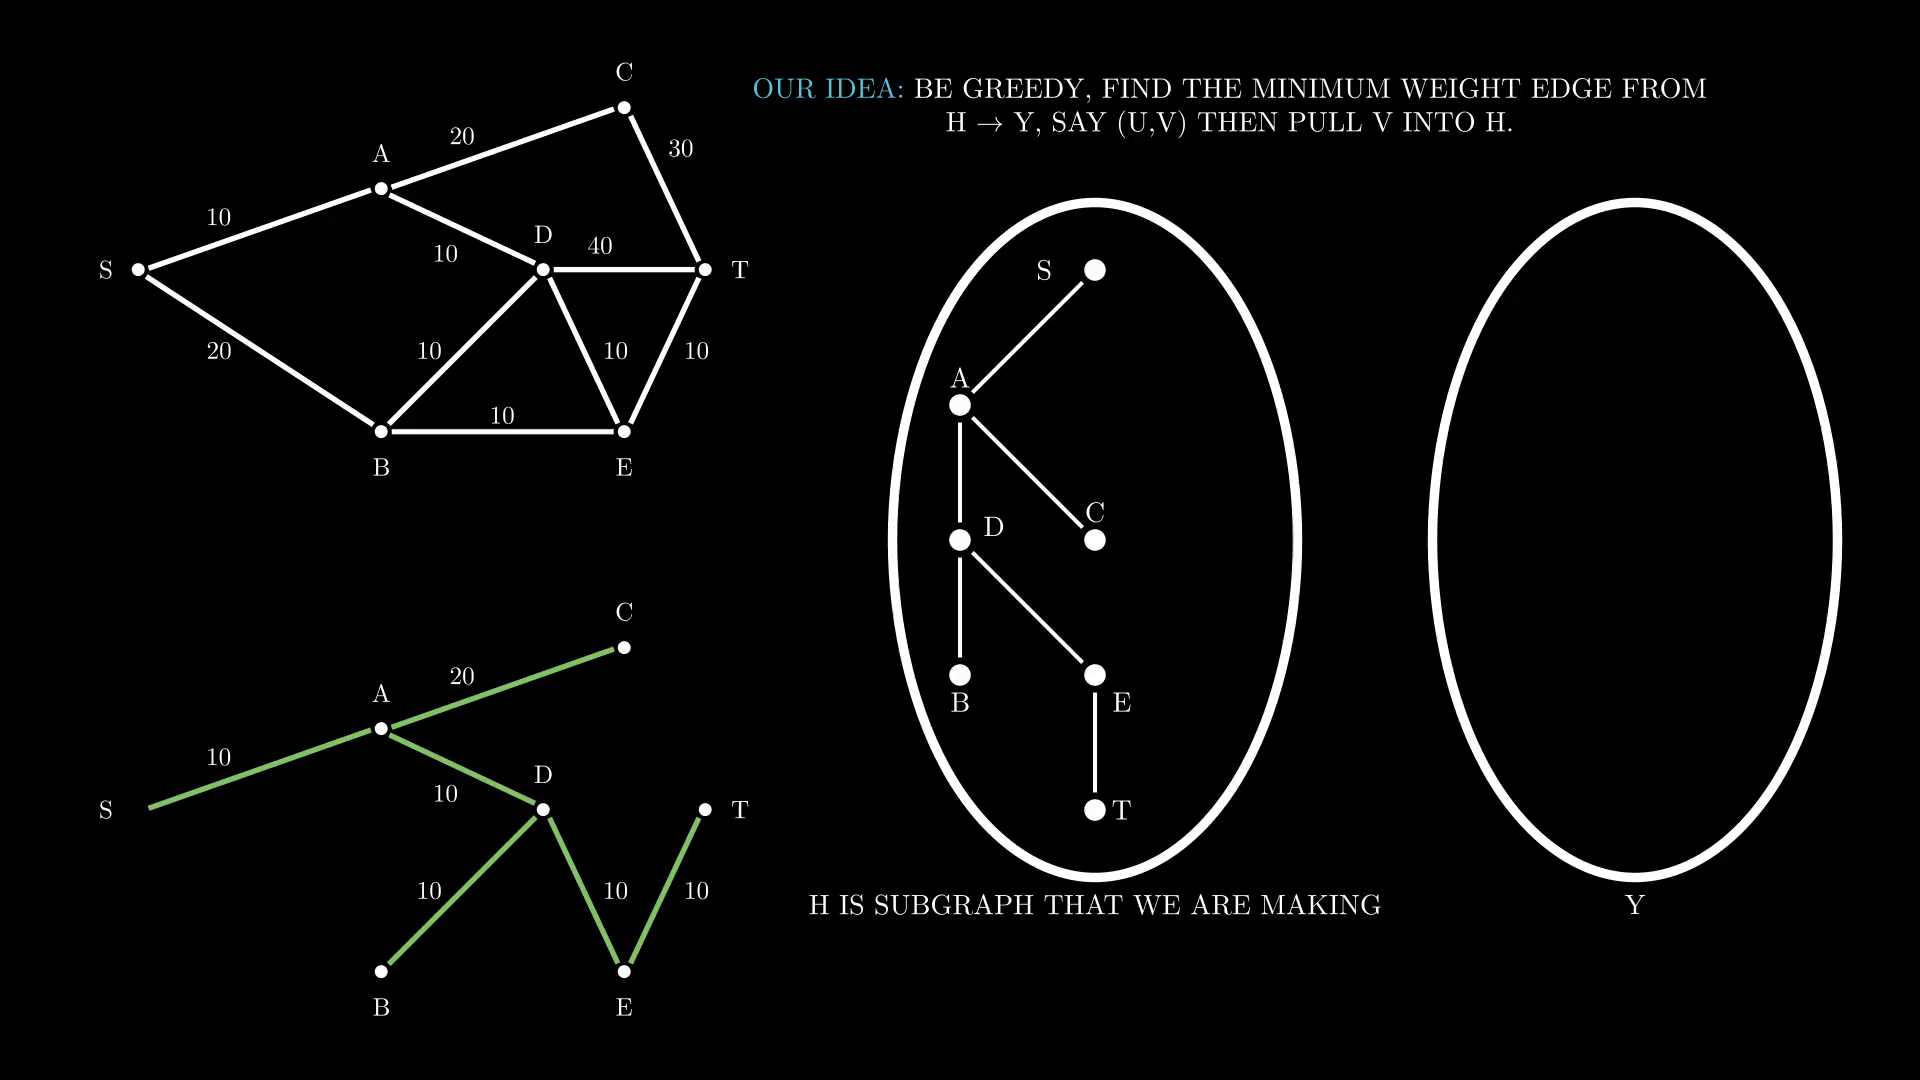 OUR IDEA: BE GREEDY, FIND THE MINIMUM WEIGHT EDGE FROM
H → Y, SAY (U,V) THEN PULL V INTO H.
C
20
30
A
10
D
40
10
S
T
20
10
10
10
10
B
E
S
A
C
D
B
E
T
H IS SUBGRAPH THAT WE ARE MAKING
Y
C
20
A
10
D
10
S
T
10
10
10
B
E